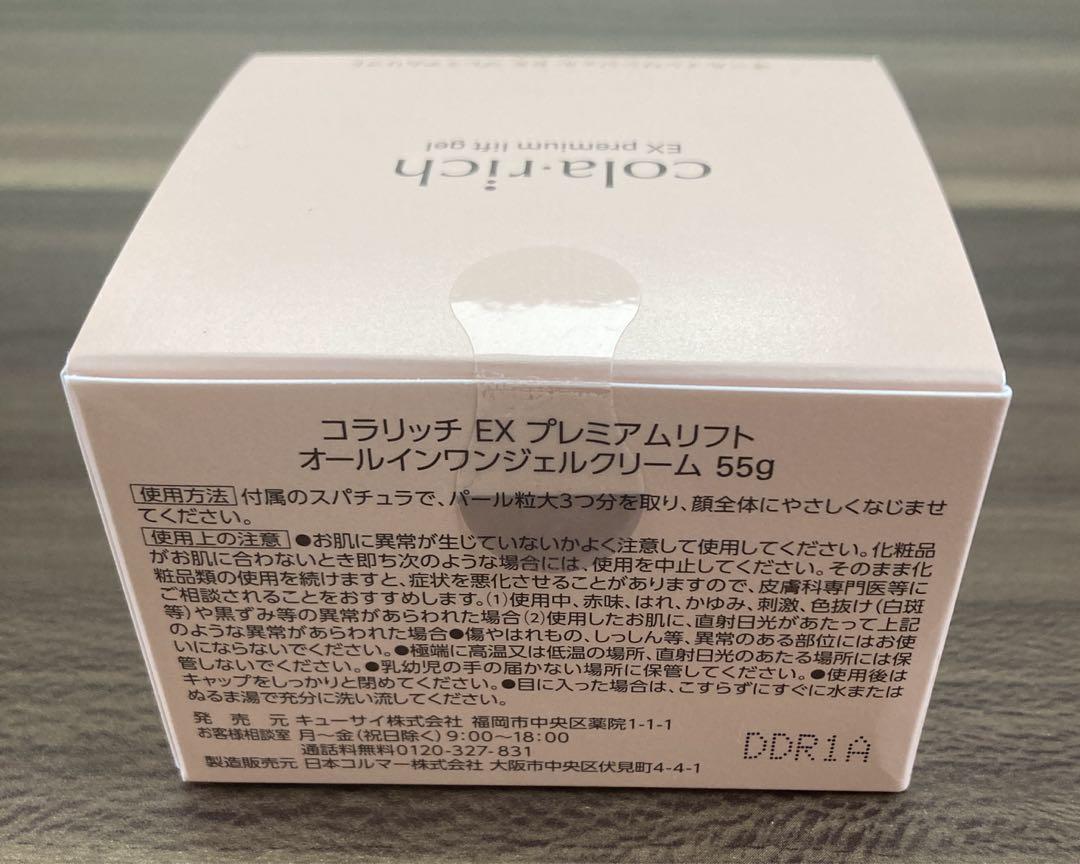 cola·rich
EX premium lift gel
コラリッチ EX プレミアムリフト
オールインワンジェルクリーム 55g
使用方法 付属のスパチュラで、パール粒大3つ分を取り、顔全体にやさしくなじませ
てください。
使用上の注意 ●お肌に異常が生じていないかよく注意して使用してください。化粧品
がお肌に合わないとき即ち次のような場合には、使用を中止してください。そのまま化
粧品類の使用を続けますと、症状を悪化させることがありますので、皮膚科専門医等に
ご相談されることをおすすめします。(1)使用中、赤味、はれ、かゆみ、刺激、色抜け(白斑
等)や黒ずみ等の異常があらわれた場合(2)使用したお肌に、直射日光があたって上記
のような異常があらわれた場合●傷やはれもの、しっしん等、異常のある部位にはお使
いにならないでください。●極端に高温又は低温の場所、直射日光のあたる場所には保
管しないでください。●乳幼児の手の届かない場所に保管してください。●使用後は
キャップをしっかりと閉めてください。●目に入った場合は、こすらずにすぐに水または
ぬるま湯で充分に洗い流してください。
発売元 キューサイ株式会社 福岡市中央区薬院1-1-1
お客様相談室 月〜金(祝日除く)9:00〜18:00
通話料無料0120-327-831
製造販売元 日本コルマー株式会社 大阪市中央区伏見町4-4-1
DDR1A